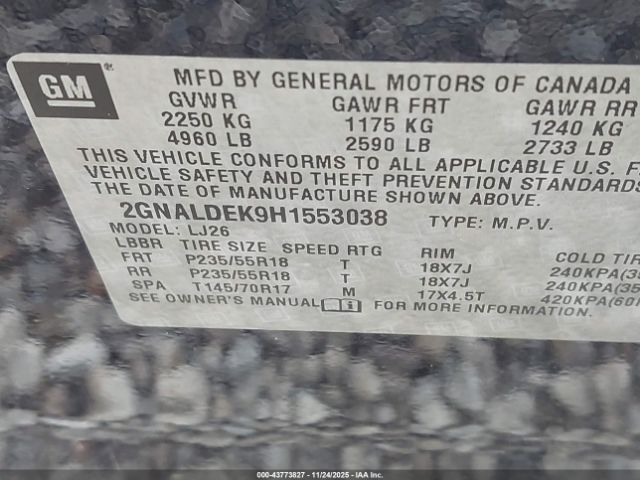 GM
MFD BY GENERAL MOTORS OF CANADA
GVWR GAWR FRT GAWR RR
2250 KG 1175 KG 1240 KG
4960 LB 2590 LB 2733 LB
THIS VEHICLE CONFORMS TO ALL APPLICABLE U.S. F
VEHICLE SAFETY AND THEFT PREVENTION STANDARDS
THE DATE OF MANUFACTURE SHOWN ABOVE.
2GNALDEK9H1553038 TYPE: M.P.V.
MODEL: LJ26
LBBR TIRE SIZE SPEED RTG RIM COLD TIR
FRT P235/55R18 T 18X7J 240KPA(35
RR P235/55R18 T 18X7J 240KPA(35
SPA T145/70R17 M 17X4.5T 420KPA(60
SEE OWNER'S MANUAL FOR MORE INFORMATION.
000-43773827 - 11/24/2025 - IAA Inc.